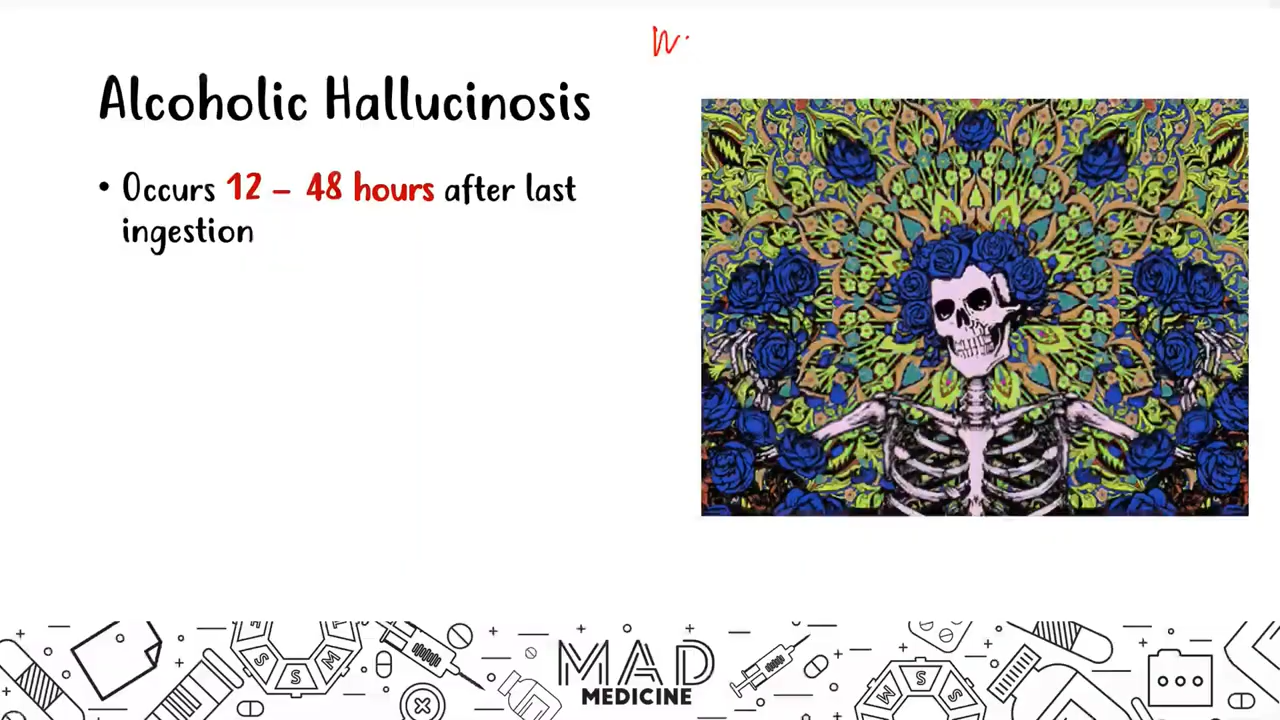 Alcoholic Hallucinosis
• Occurs 12 – 48 hours after last
ingestion
MAD
MEDICINE